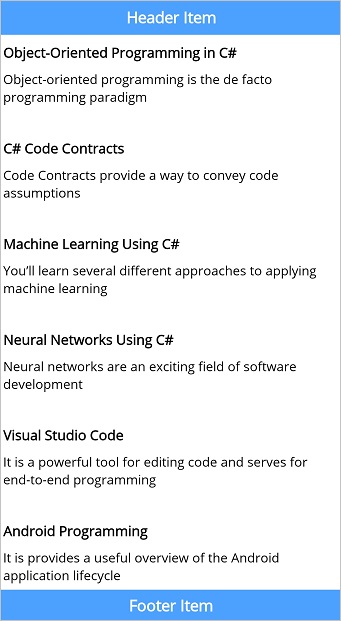 Header Item
Object-Oriented Programming in C#
Object-oriented programming is the de facto
programming paradigm
C# Code Contracts
Code Contracts provide a way to convey code
assumptions
Machine Learning Using C#
You’ll learn several different approaches to applying
machine learning
Neural Networks Using C#
Neural networks are an exciting field of software
development
Visual Studio Code
It is a powerful tool for editing code and serves for
end-to-end programming
Android Programming
It is provides a useful overview of the Android
application lifecycle
Footer Item